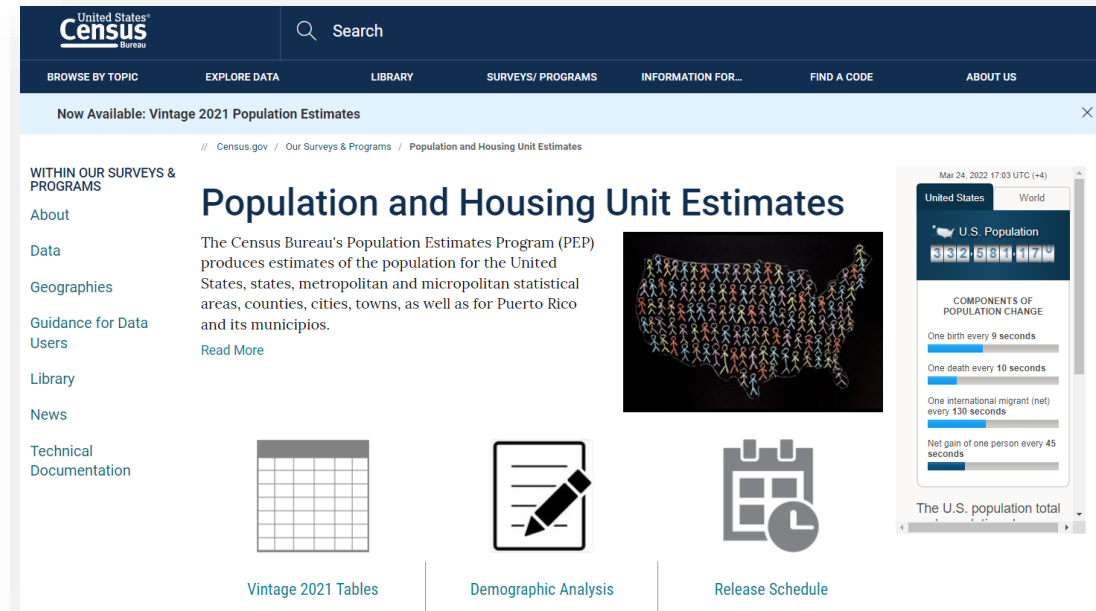 United States®
Census
Bureau
Search
BROWSE BY TOPIC
EXPLORE DATA
LIBRARY
SURVEYS/ PROGRAMS
INFORMATION FOR...
FIND A CODE
ABOUT US
Now Available: Vintage 2021 Population Estimates
// Census.gov / Our Surveys & Programs / Population and Housing Unit Estimates
WITHIN OUR SURVEYS &
PROGRAMS
About
Data
Geographies
Guidance for Data
Users
Library
News
Technical
Documentation
Population and Housing Unit Estimates
The Census Bureau's Population Estimates Program (PEP)
produces estimates of the population for the United
States, states, metropolitan and micropolitan statistical
areas, counties, cities, towns, as well as for Puerto Rico
and its municipios.
Read More
Vintage 2021 Tables
Demographic Analysis
Release Schedule
Mar 24, 2022 17:03 UTC (+4)
United States
World
U.S. Population
332,581,170
COMPONENTS OF
POPULATION CHANGE
One birth every 9 seconds
One death every 10 seconds
One international migrant (net)
every 130 seconds
Net gain of one person every 45
seconds
The U.S. population total